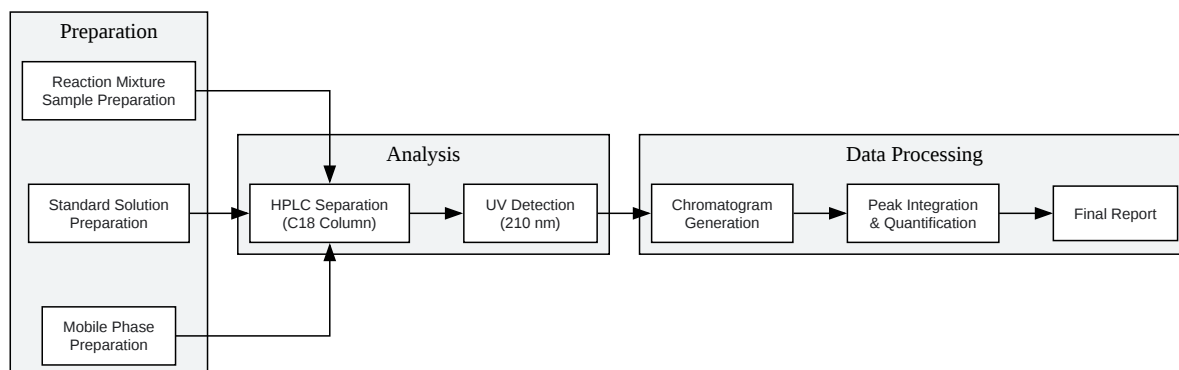 Preparation
Reaction Mixture
Sample Preparation
Standard Solution
Preparation
Mobile Phase
Preparation
Analysis
HPLC Separation
(C18 Column)
UV Detection
(210 nm)
Data Processing
Chromatogram
Generation
Peak Integration
& Quantification
Final Report